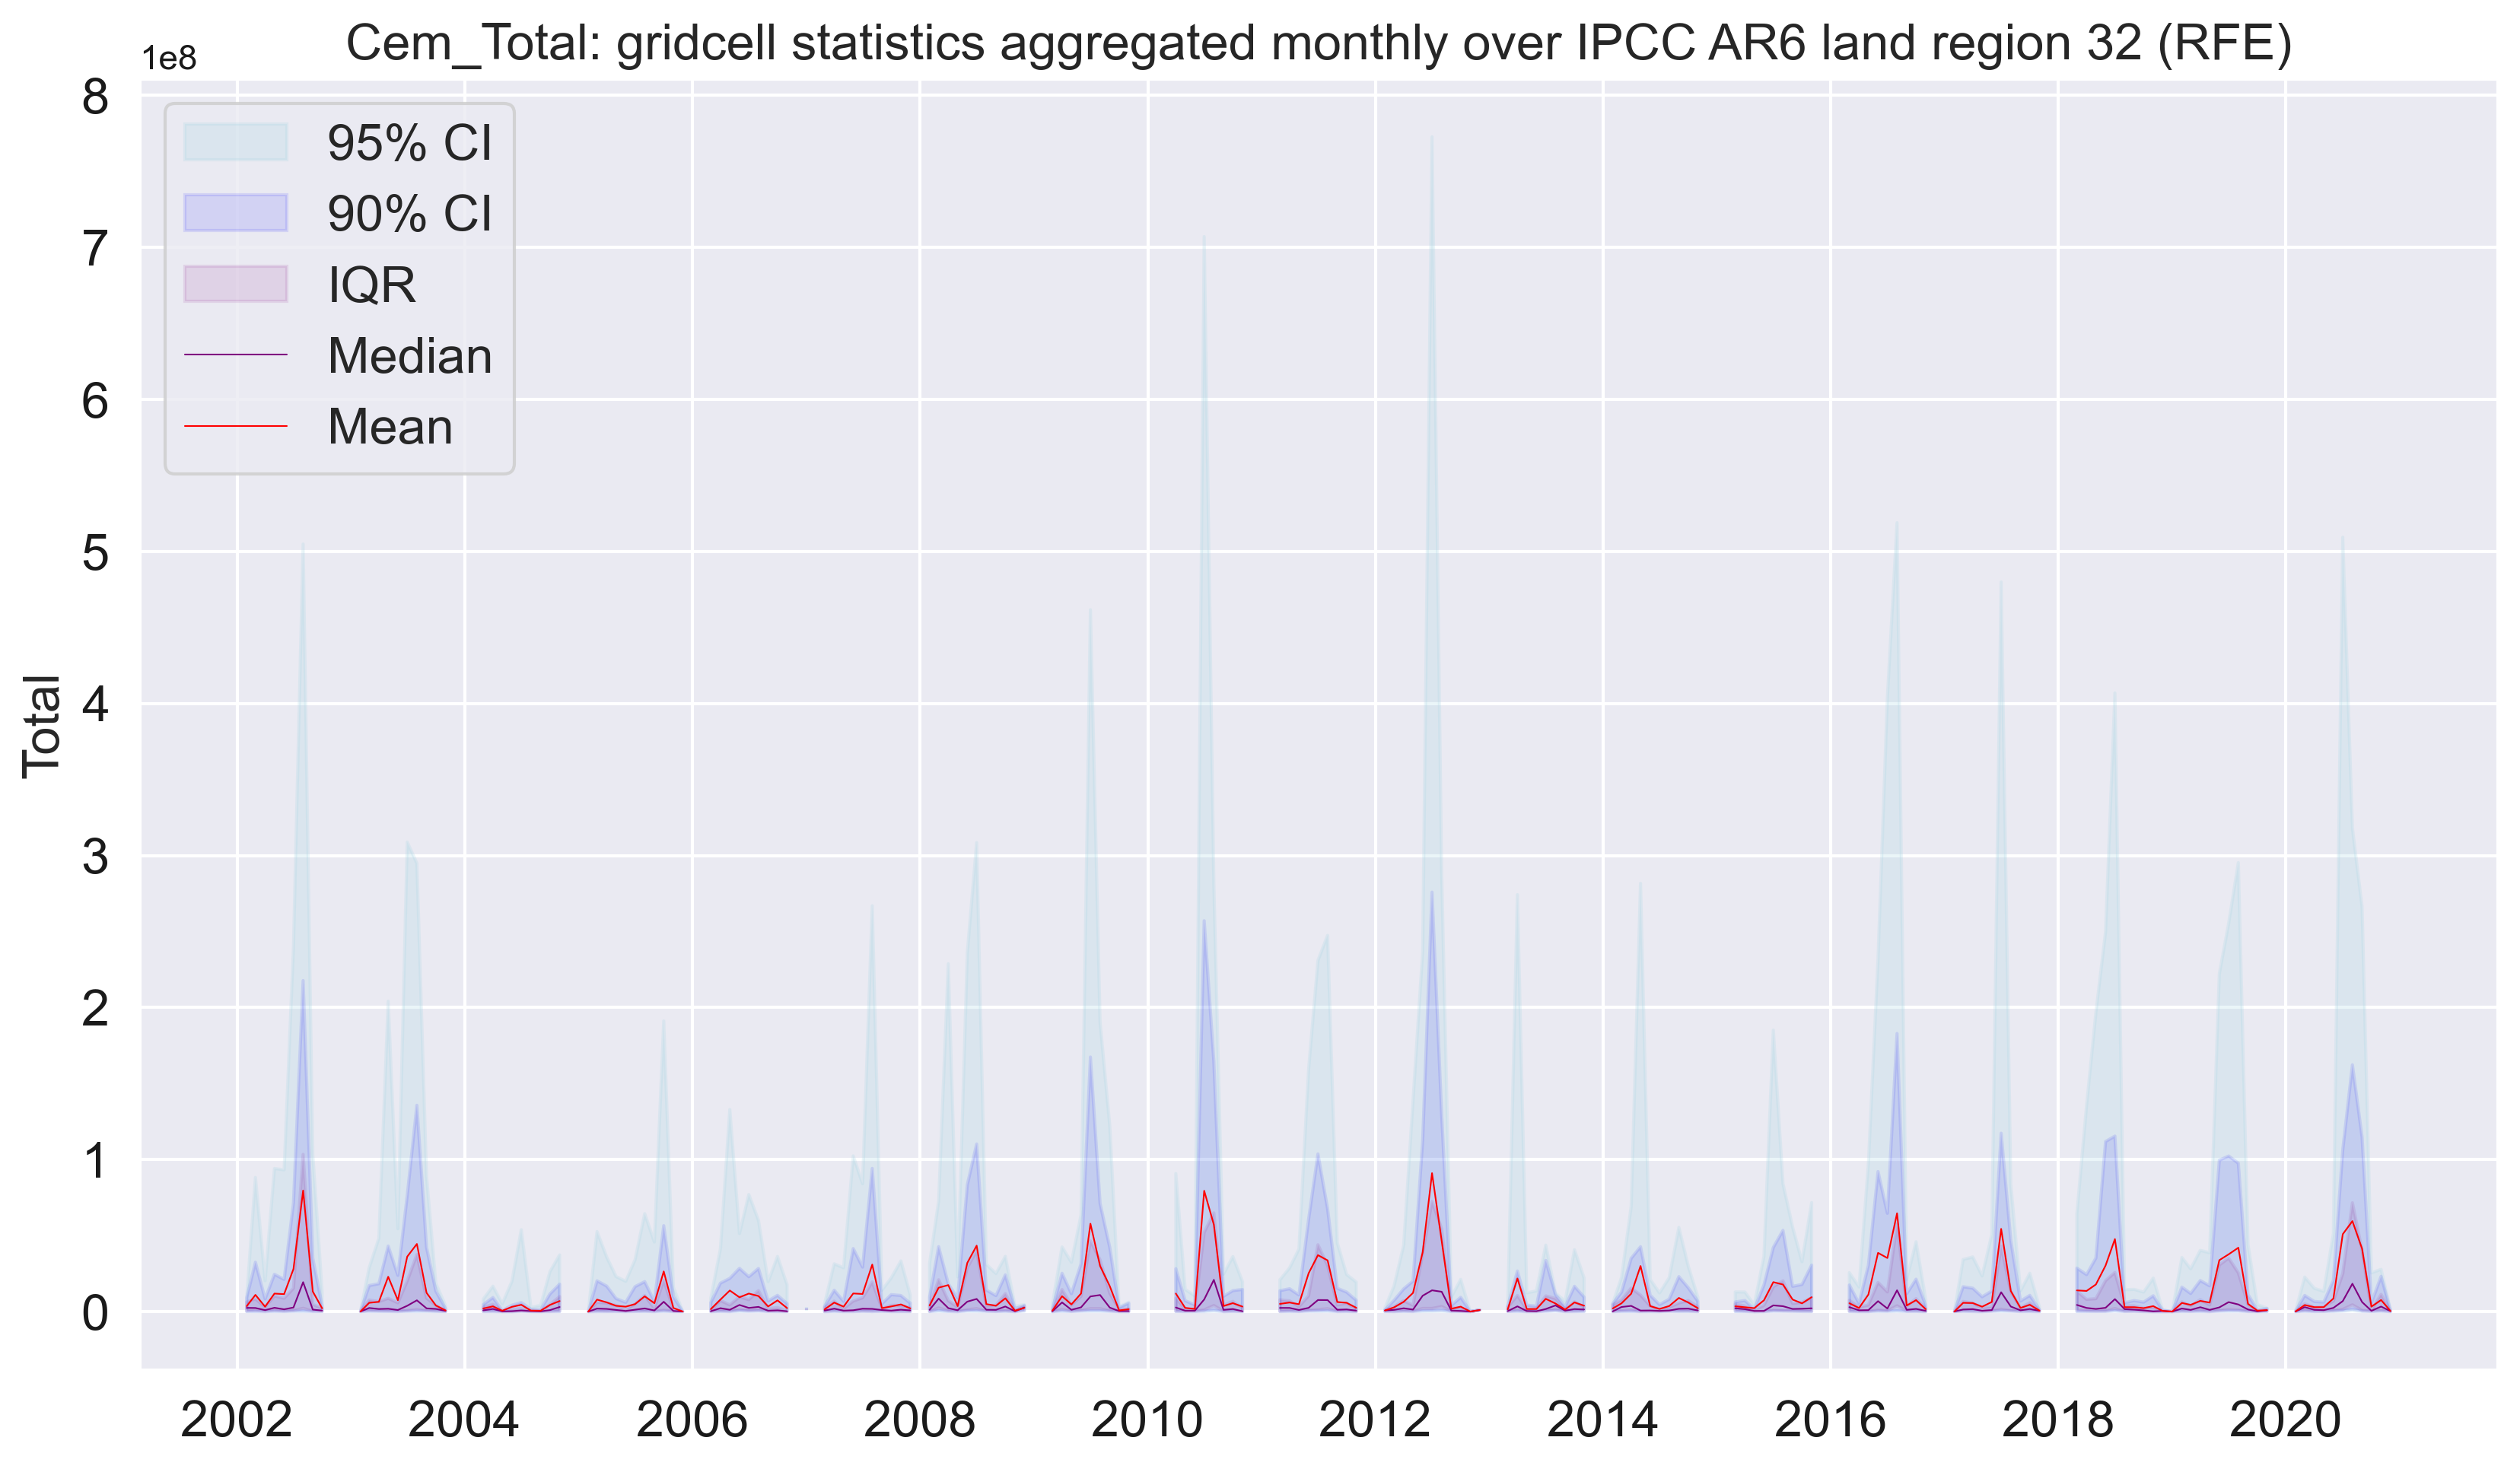 Cem_Total: gridcell statistics aggregated monthly over IPCC AR6 land region 32 (RFE)
1e8
8
7
6
5
4
3
2
1
0
Total
95% CI
90% CI
IQR
Median
Mean
2002 2004 2006 2008 2010 2012 2014 2016 2018 2020